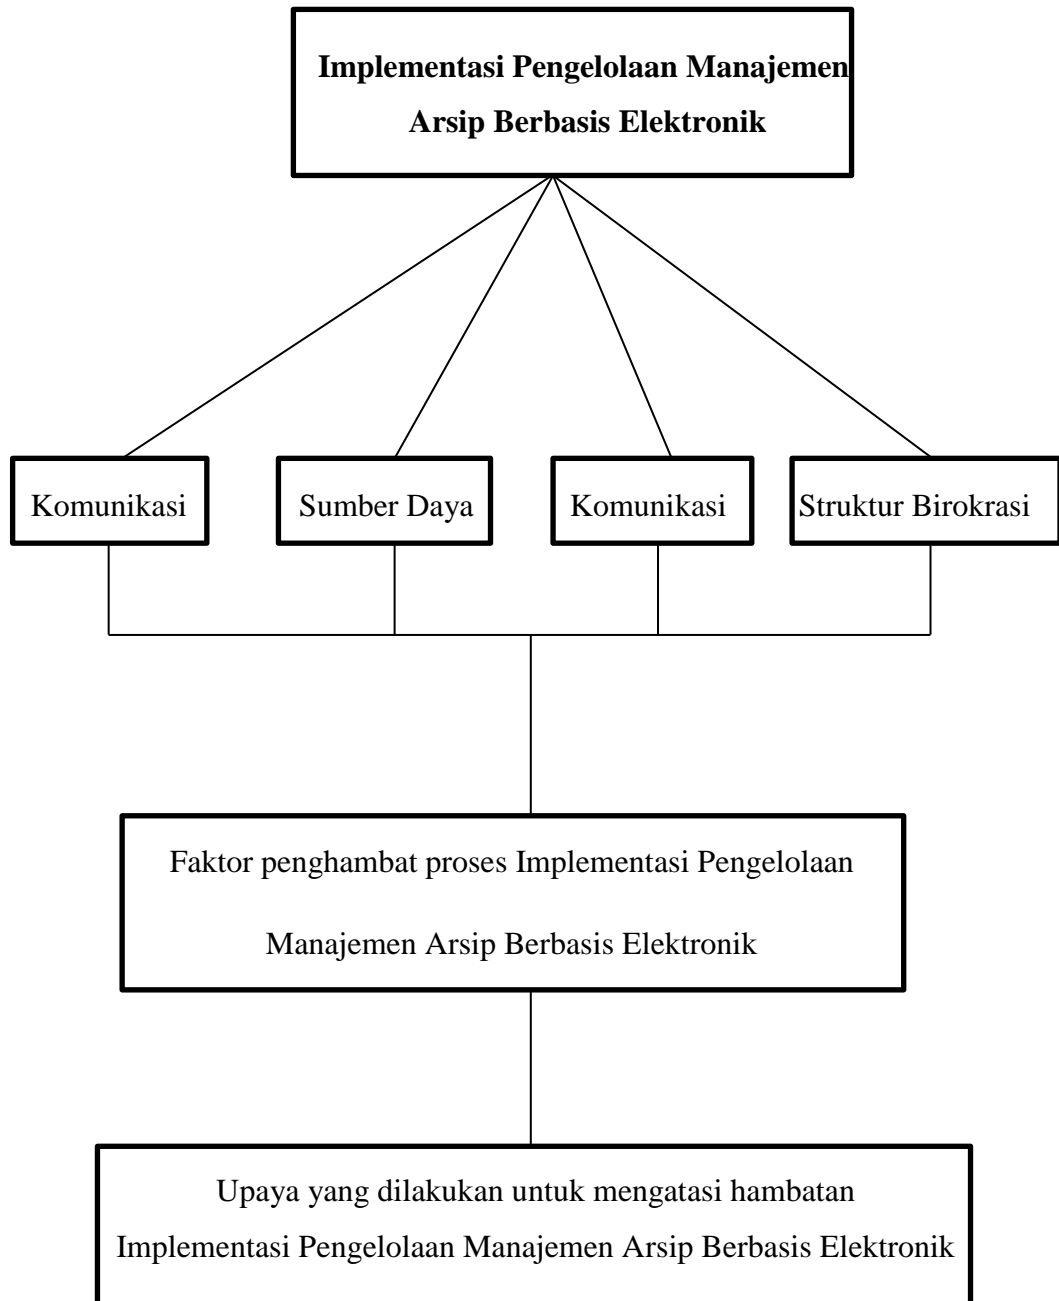 Implementasi Pengelolaan Manajemen
Arsip Berbasis Elektronik
Komunikasi
Sumber Daya
Komunikasi
Struktur Birokrasi
Faktor penghambat proses Implementasi Pengelolaan
Manajemen Arsip Berbasis Elektronik
Upaya yang dilakukan untuk mengatasi hambatan
Implementasi Pengelolaan Manajemen Arsip Berbasis Elektronik